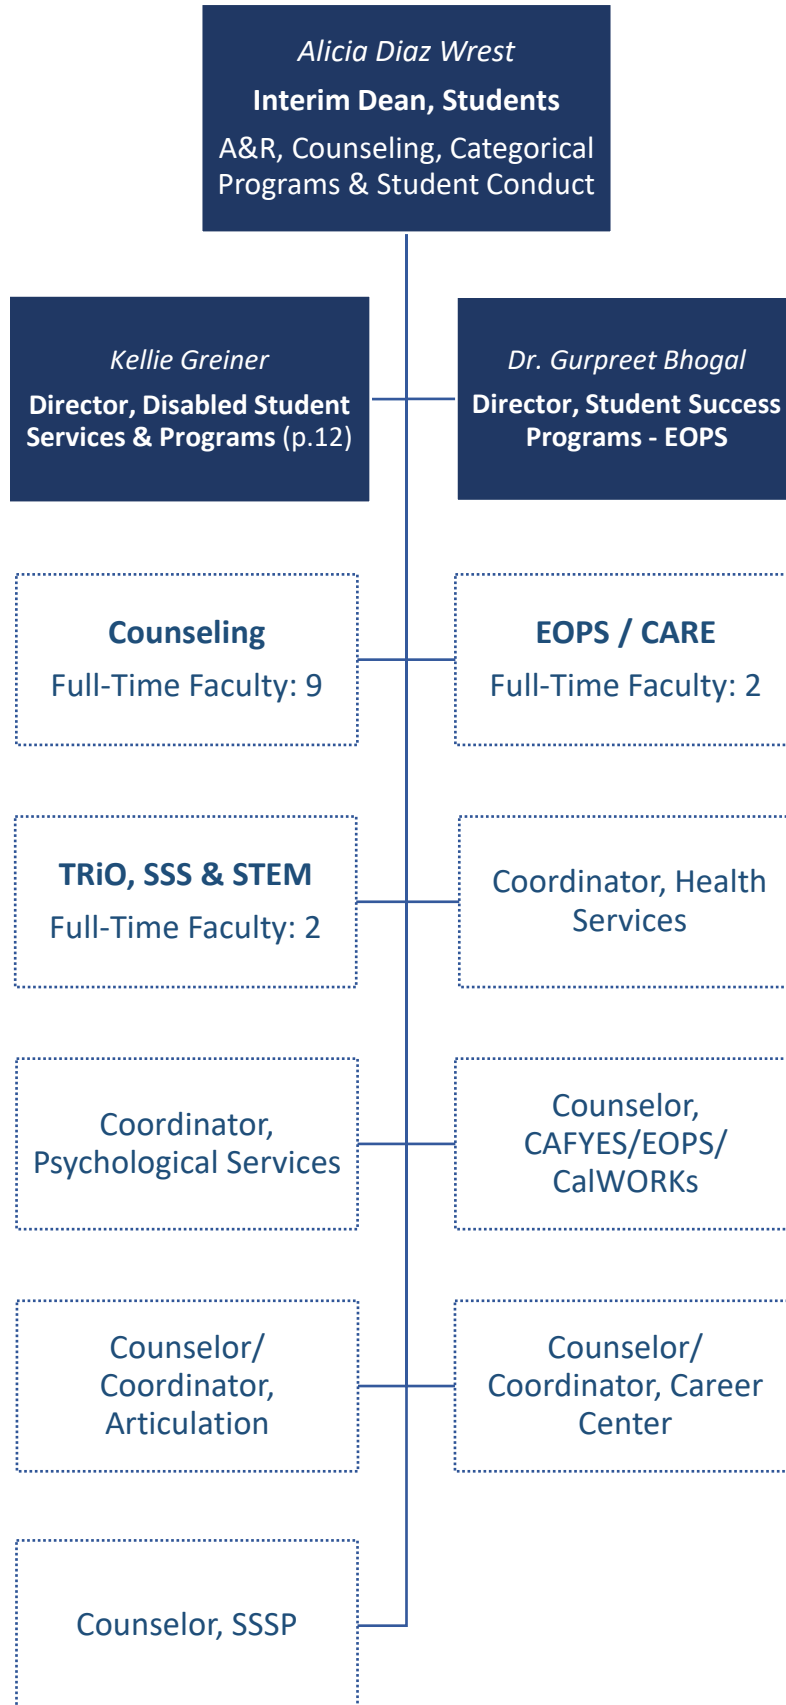 Alicia Diaz Wrest
Interim Dean, Students
A&R, Counseling, Categorical
Programs & Student Conduct
Kellie Greiner
Director, Disabled Student
Services & Programs (p.12)
Dr. Gurpreet Bhogal
Director, Student Success
Programs - EOPS
Counseling
Full-Time Faculty: 9
EOPS / CARE
Full-Time Faculty: 2
TRiO, SSS & STEM
Full-Time Faculty: 2
Coordinator, Health
Services
Coordinator,
Psychological Services
Counselor,
CAFYES/EOPS/
CalWORKs
Counselor/
Coordinator,
Articulation
Counselor/
Coordinator, Career
Center
Counselor, SSSP